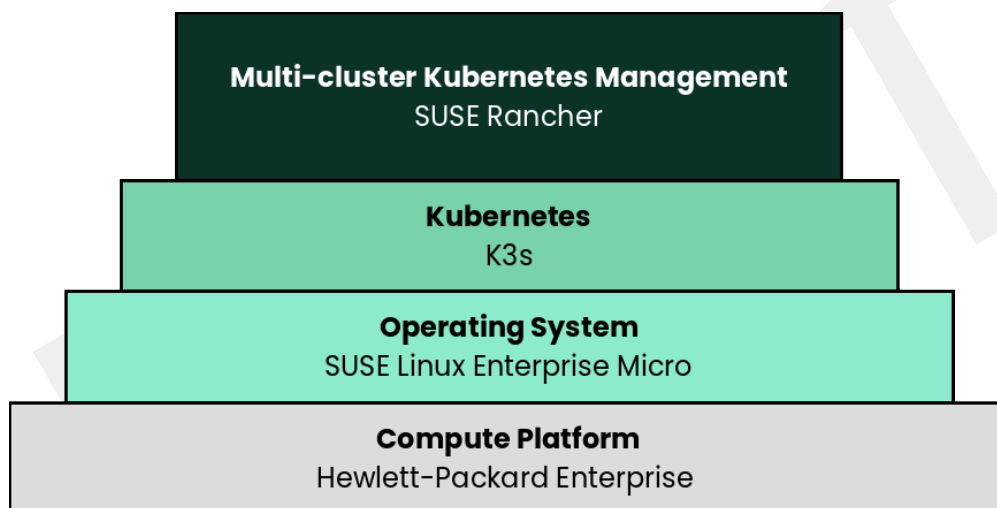 Multi-cluster Kubernetes Management
SUSE Rancher
Kubernetes
K3s
Operating System
SUSE Linux Enterprise Micro
Compute Platform
Hewlett-Packard Enterprise